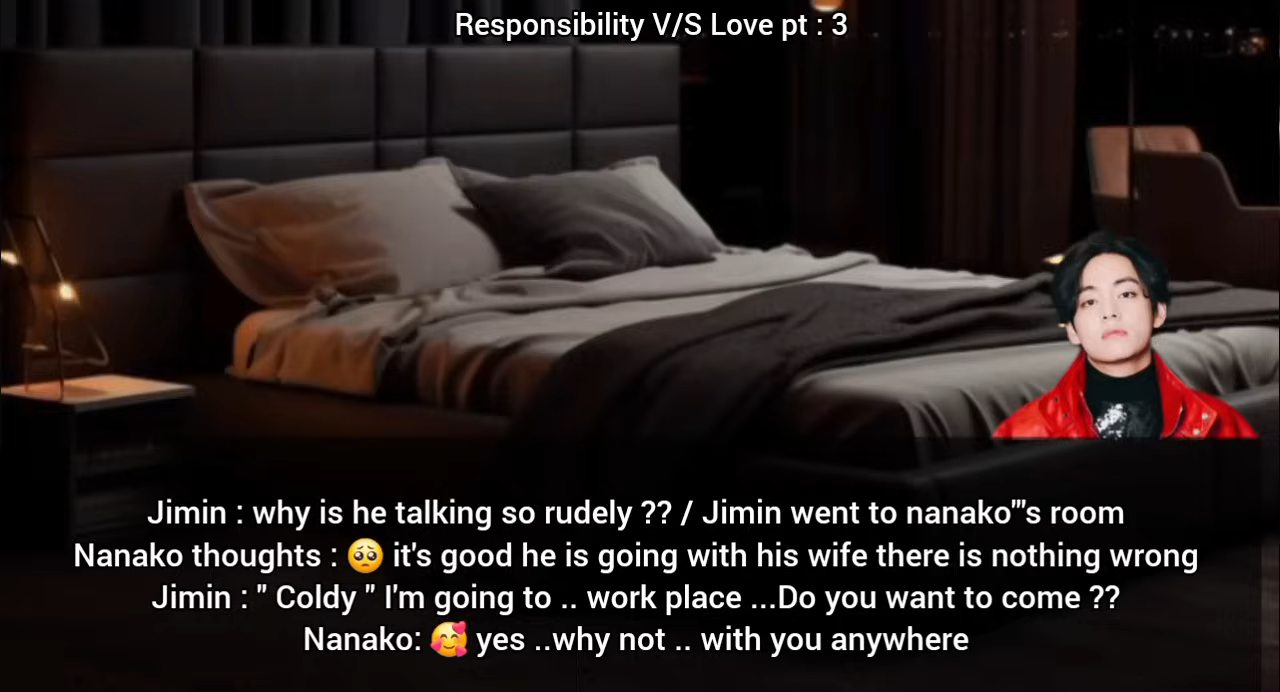 Responsibility V/S Love pt : 3
Jimin : why is he talking so rudely ?? / Jimin went to nanako"'s room
Nanako thoughts : 🥺 it's good he is going with his wife there is nothing wrong
Jimin : " Coldy " I'm going to .. work place ...Do you want to come ??
Nanako: 🥰 yes ..why not .. with you anywhere